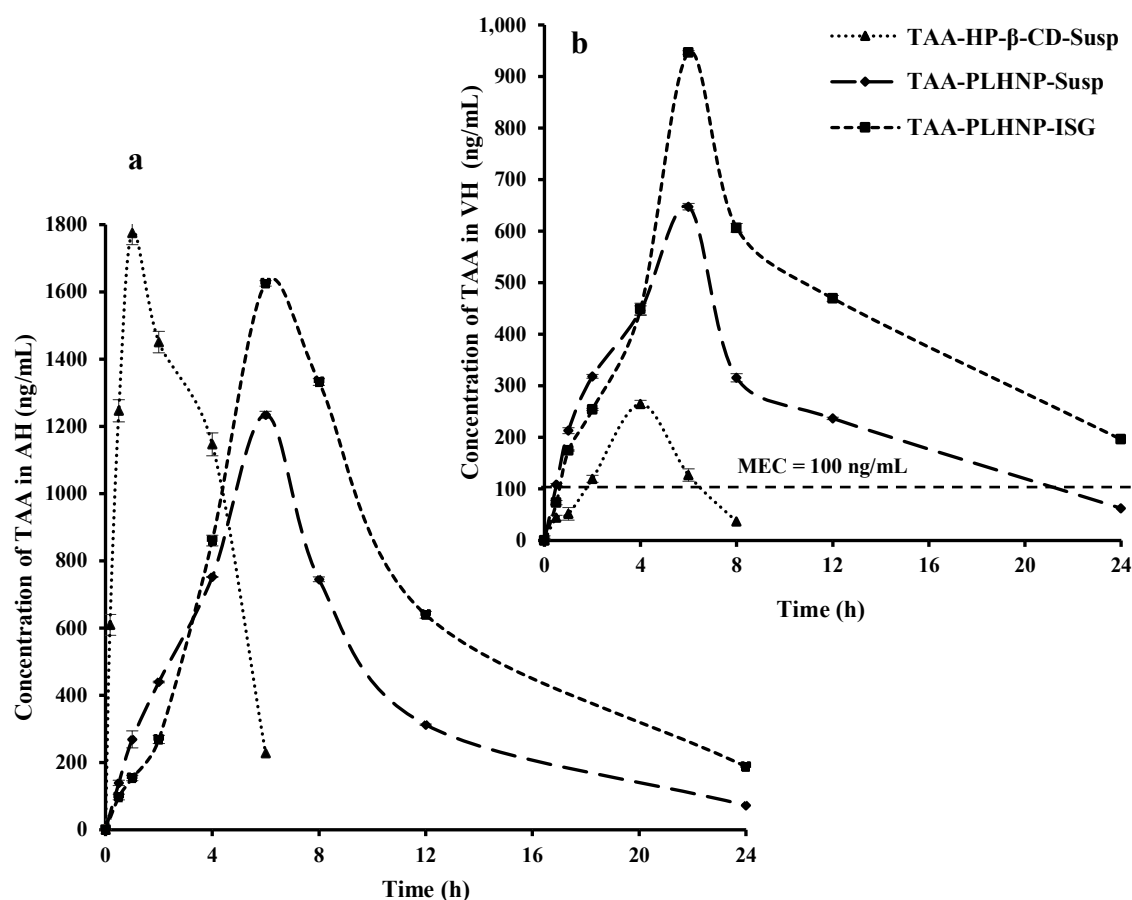 a
Concentration of TAA in AH (ng/mL)
1800
1600
1400
1200
1000
800
600
400
200
0
0 4 8 12 16 20 24
Time (h)
b
TAA-HP-β-CD-Susp
TAA-PLHNP-Susp
TAA-PLHNP-ISG
Concentration of TAA in VH (ng/mL)
1,000
900
800
700
600
500
400
300
200
100
0
MEC = 100 ng/mL
0 4 8 12 16 20 24
Time (h)